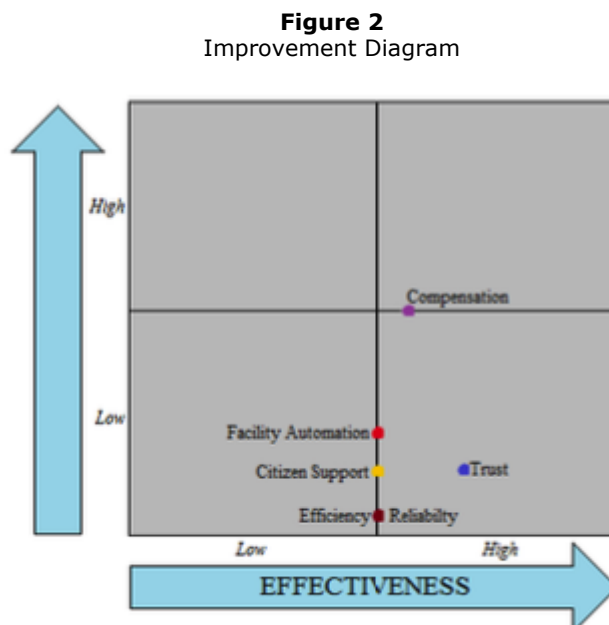 Figure 2
Improvement Diagram
High
Compensation
Low
Facility Automation
Citizen Support
Trust
Efficiency
Reliabilty
Low
High
EFFECTIVENESS